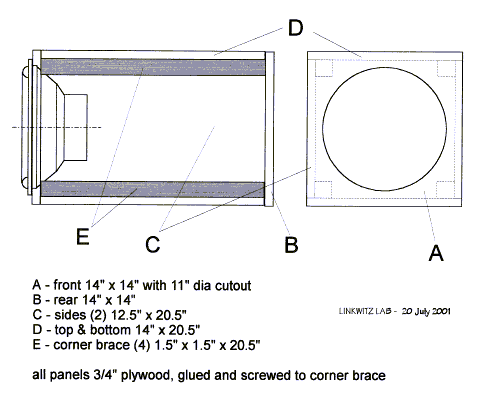 D
E
C
B
A
A - front 14" x 14" with 11" dia cutout
B - rear 14" x 14"
C - sides (2) 12.5" x 20.5"
D - top & bottom 14" x 20.5"
E - corner brace (4) 1.5" x 1.5" x 20.5"
LINKWITZ LAB - 20 July 2001
all panels 3/4" plywood, glued and screwed to corner brace